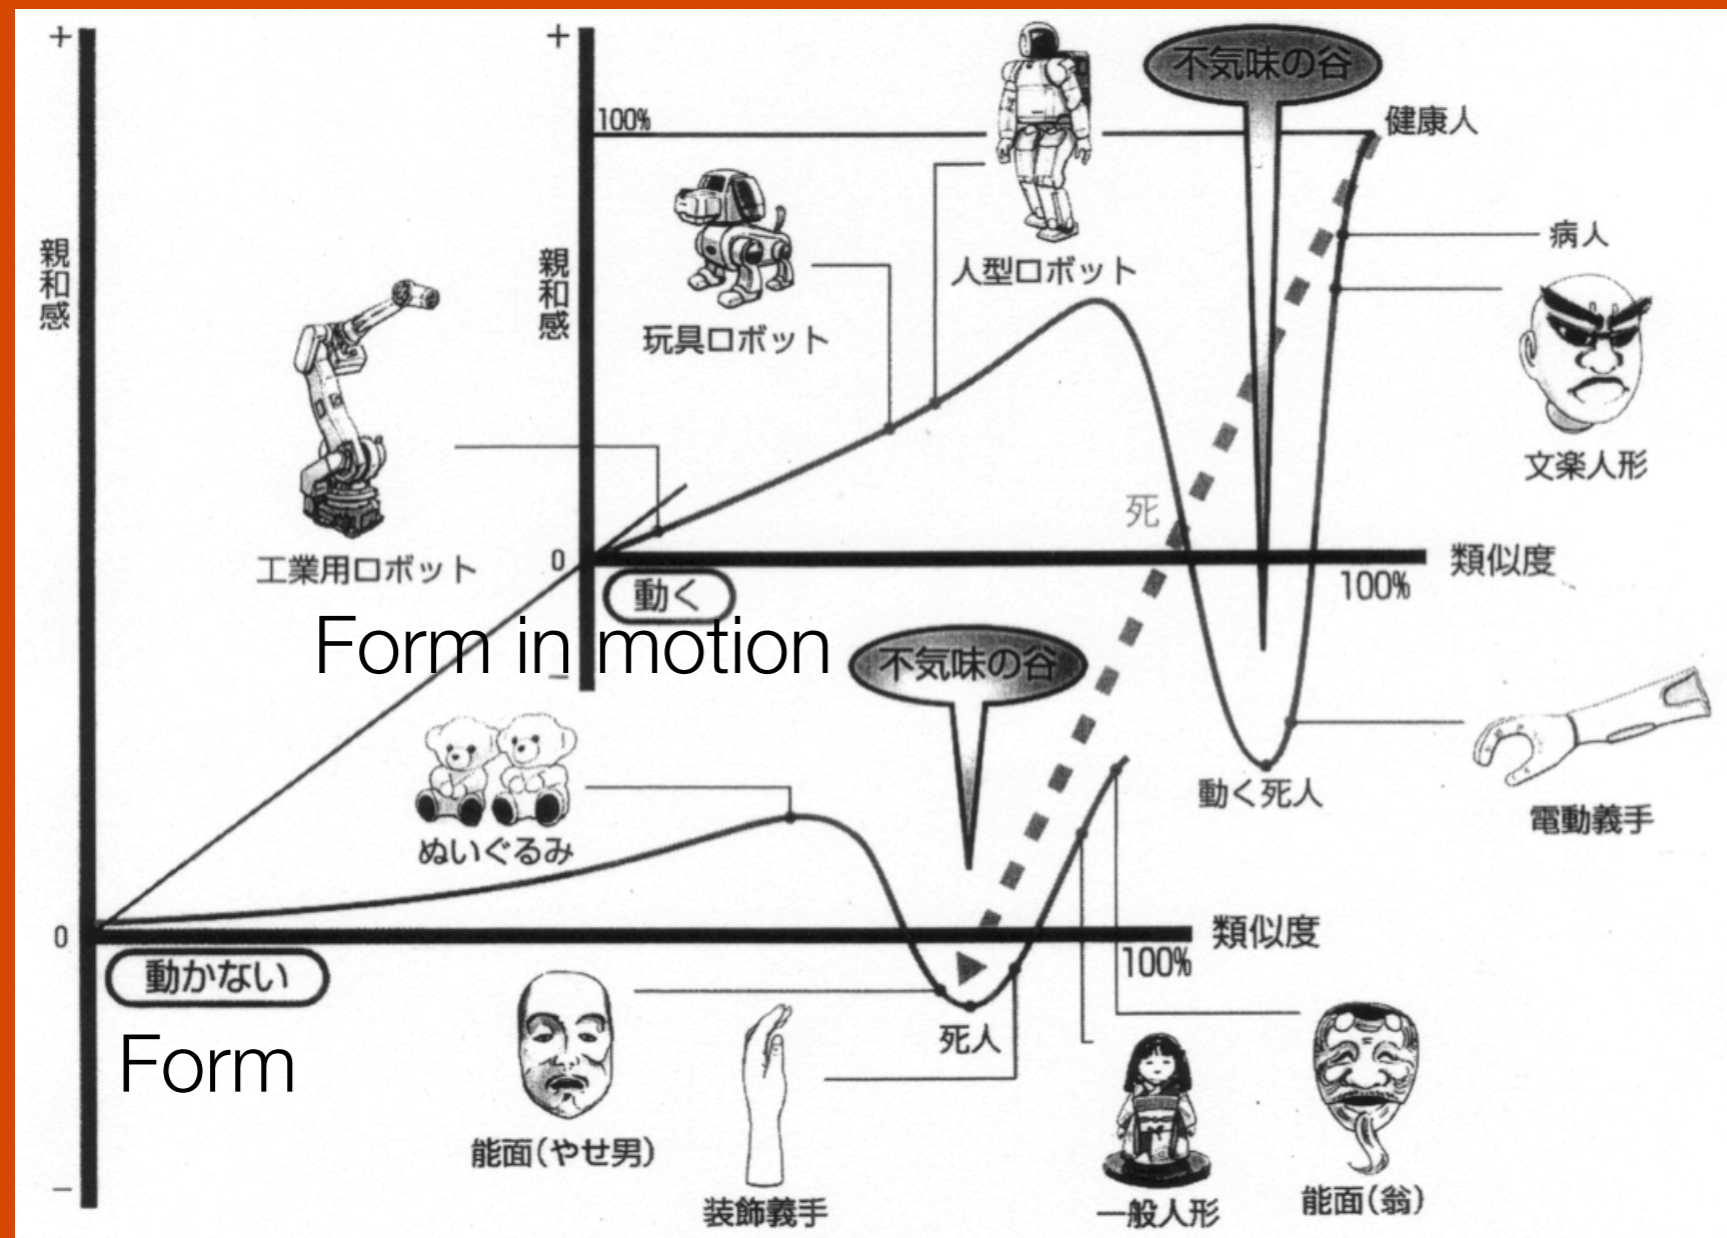 +
+
不気味の谷
100%
健康人
親和感
親和感
病人
人型ロボット
玩具ロボット
文楽人形
死
工業用ロボット
0
類似度
100%
動く
Form in motion
不気味の谷
−
ぬいぐるみ
動く死人
電動義手
0
類似度
100%
動かない
死人
Form
能面(やせ男)
−
装飾義手
一般人形
能面(翁)